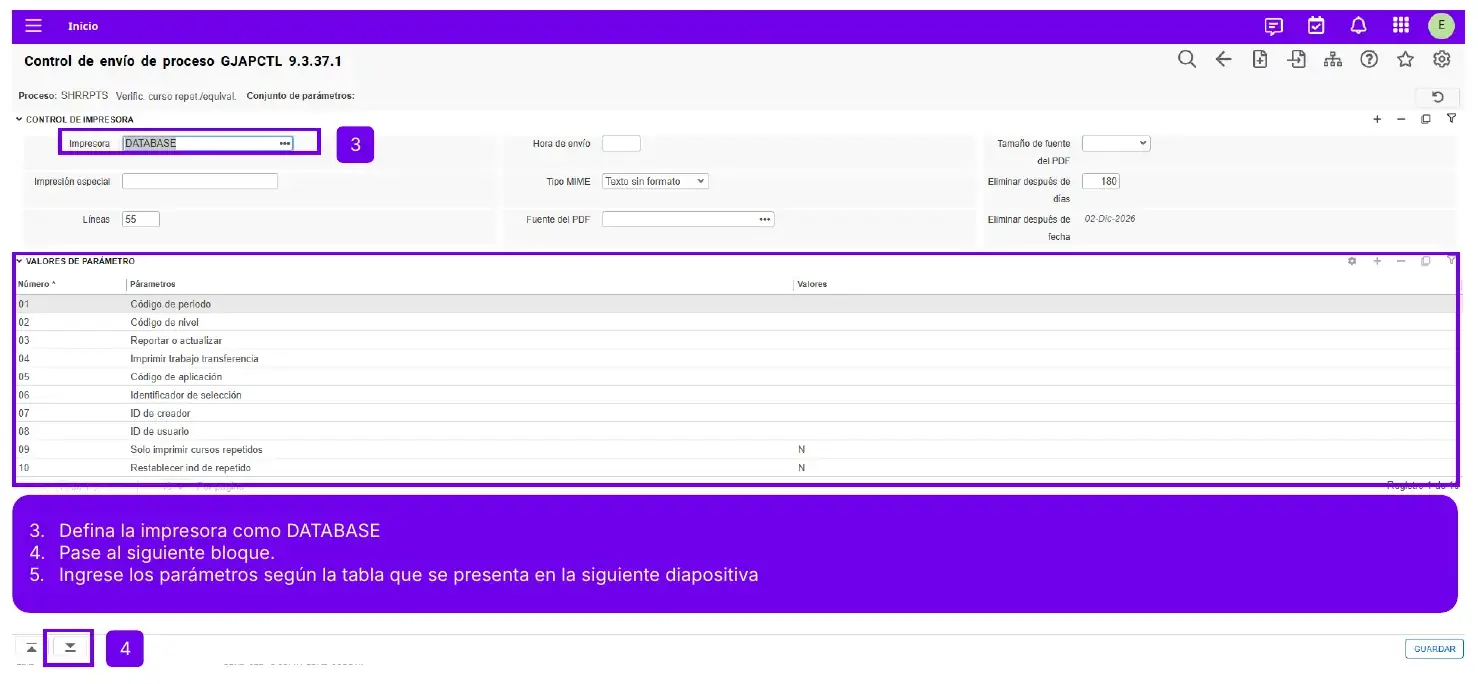 Inicio
E
Control de envío de proceso GJAPCTL 9.3.37.1
Proceso: SHRRPTS Verific. curso repet./equival. Conjunto de parámetros:
CONTROL DE IMPRESORA
Impresora DATABASE
3
Hora de envío
Tamaño de fuente del PDF
Impresión especial
Tipo MIME Texto sin formato
Eliminar después de días 180
Líneas 55
Fuente del PDF
Eliminar después de fecha 02-Dic-2026
VALORES DE PARÁMETRO
Número Párametros Valores
01 Código de periodo
02 Código de nivel
03 Reportar o actualizar
04 Imprimir trabajo transferencia
05 Código de aplicación
06 Identificador de selección
07 ID de creador
08 ID de usuario
09 Solo imprimir cursos repetidos N
10 Restablecer ind de repetido N
3. Defina la impresora como DATABASE
4. Pase al siguiente bloque.
5. Ingrese los parámetros según la tabla que se presenta en la siguiente diapositiva
4
GUARDAR